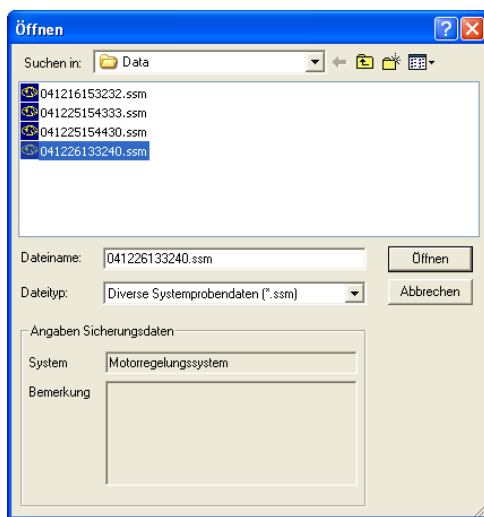 Öffnen
Suchen in: Data
041216153232.ssm
041225154333.ssm
041225154430.ssm
041226133240.ssm
Dateiname: 041226133240.ssm Öffnen
Dateityp: Diverse Systemprobendaten (*.ssm) Abbrechen
Angaben Sicherungsdaten
System Motorregelungssystem
Bemerkung